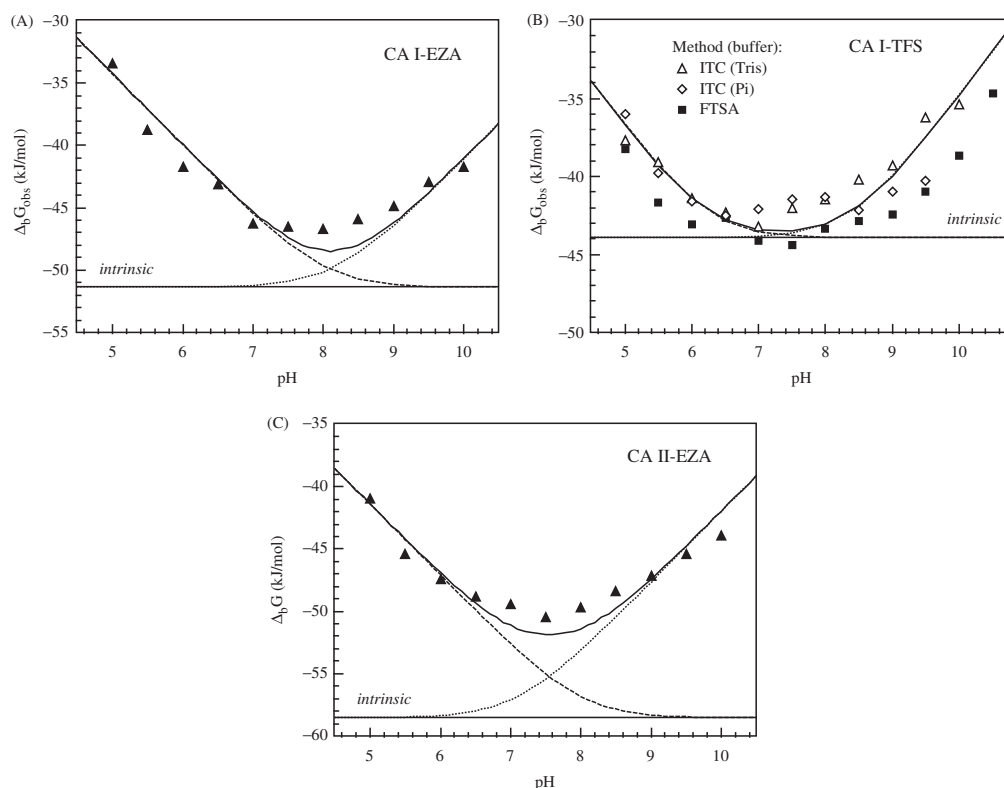 (A)
CA I-EZA
−30
−35
−40
−45
−50
−55
Δ_bG_obs (kJ/mol)
intrinsic
5 6 7 8 9 10
pH
(B)
CA I-TFS
Method (buffer):
ITC (Tris)
ITC (Pi)
FTSA
−30
−35
−40
−45
−50
Δ_bG_obs (kJ/mol)
intrinsic
5 6 7 8 9 10
pH
(C)
CA II-EZA
−35
−40
−45
−50
−55
−60
Δ_bG (kJ/mol)
intrinsic
5 6 7 8 9 10
pH